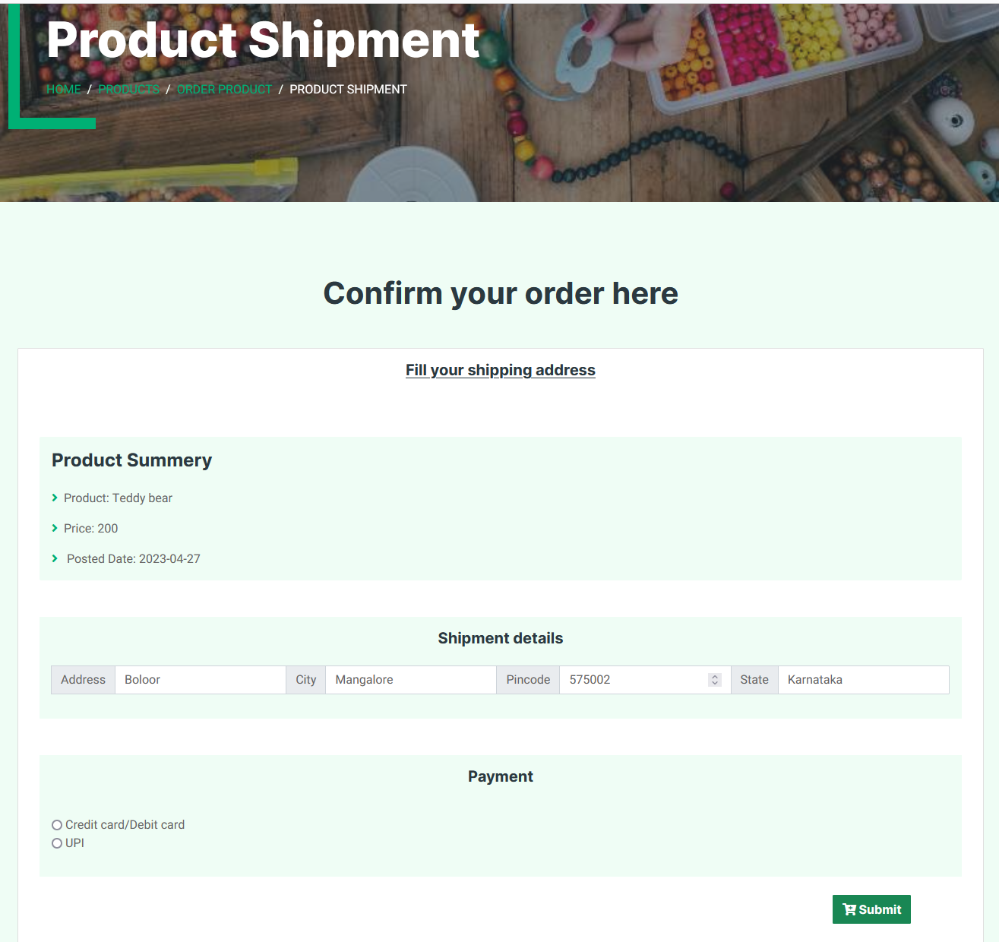 Product Shipment
HOME / PRODUCTS / ORDER PRODUCT / PRODUCT SHIPMENT
Confirm your order here
Fill your shipping address
Product Summery
Product: Teddy bear
Price: 200
Posted Date: 2023-04-27
Shipment details
Address Boloor City Mangalore Pincode 575002 State Karnataka
Payment
Credit card/Debit card
UPI
Submit